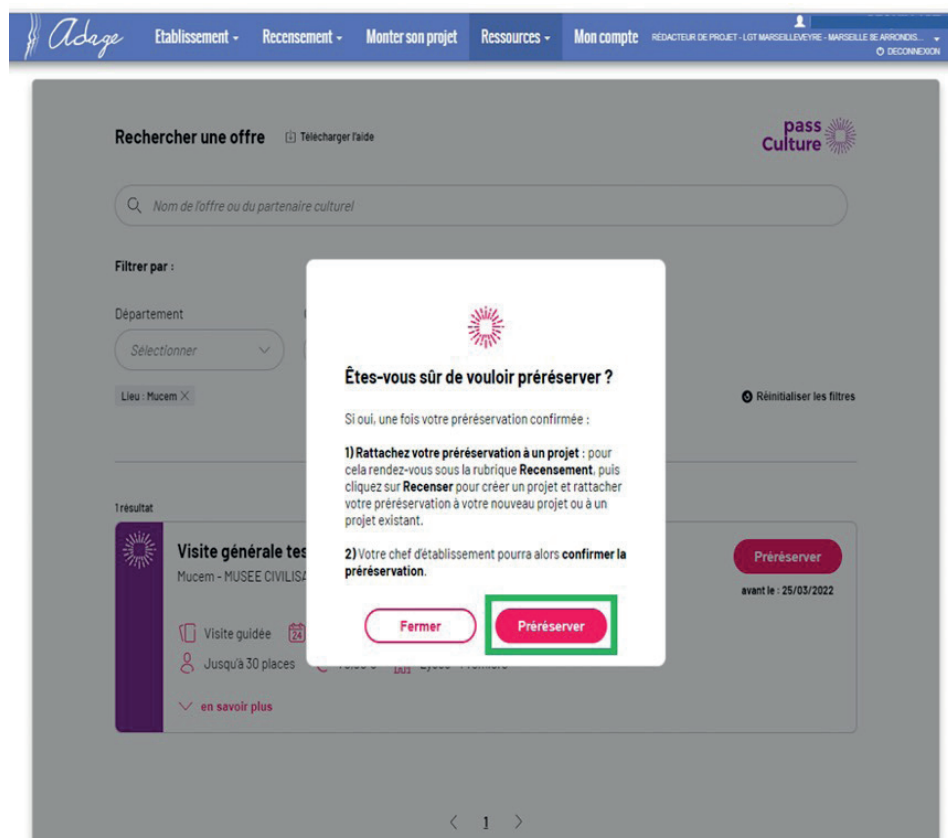 Adage
Etablissement
Recensement
Monter son projet
Ressources
Mon compte
RÉDACTEUR DE PROJET - LGT MARSEILLEVEYRE - MARSEILLE 8E ARRONDIS...
DECONNEXION
Rechercher une offre
Télécharger l'aide
pass
Culture
Nom de l'offre ou du partenaire culturel
Filtrer par :
Département
Sélectionner
Lieu : Mucem
Réinitialiser les filtres
Êtes-vous sûr de vouloir préréserver ?
Si oui, une fois votre préréservation confirmée :
1) Rattachez votre préréservation à un projet : pour
cela rendez-vous sous la rubrique Recensement, puis
cliquez sur Recenser pour créer un projet et rattacher
votre préréservation à votre nouveau projet ou à un
projet existant.
2) Votre chef d'établissement pourra alors confirmer la
préréservation.
Fermer
Préréserver
1 résultat
Visite générale tes
Mucem - MUSEE CIVILISA
Préréserver
avant le : 25/03/2022
Visite guidée
24
Jusqu'à 30 places
en savoir plus
< 1 >